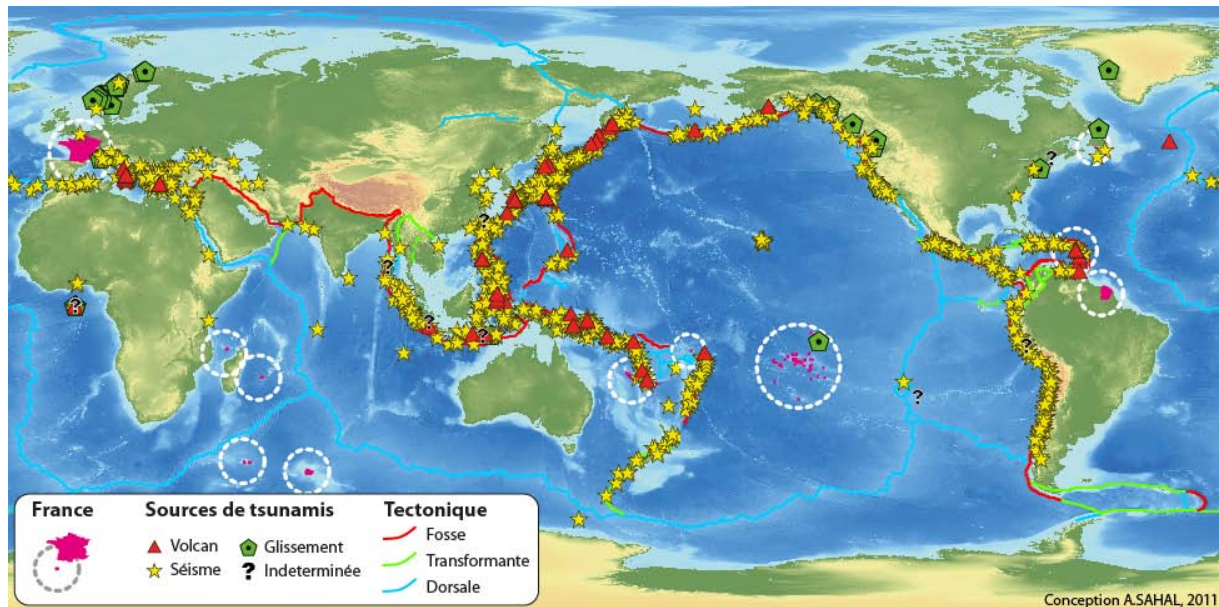 ?
?
?
?
?
?
?
?
France
Sources de tsunamis
Tectonique
Volcan
Glissement
Fosse
Séisme
? Indeterminée
Transformante
Dorsale
Conception A.SAHAL, 2011